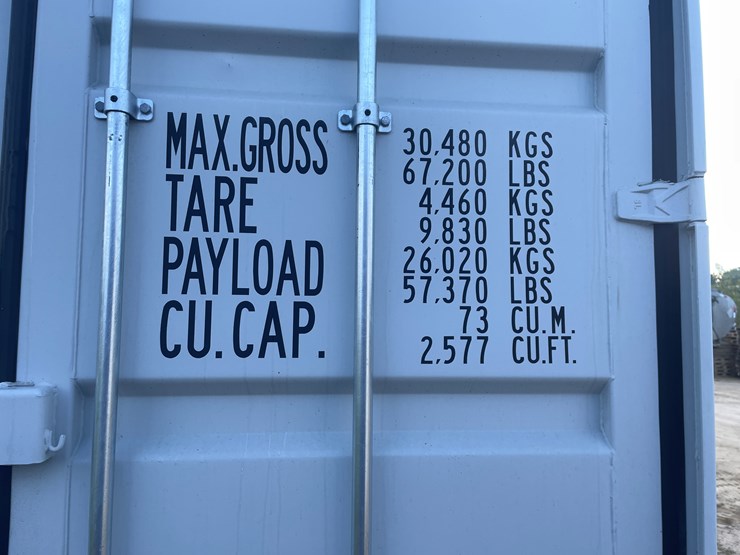 MAX.GROSS 30,480 KGS
67,200 LBS
TARE 4,460 KGS
9,830 LBS
PAYLOAD 26,020 KGS
57,370 LBS
CU.CAP. 73 CU.M.
2,577 CU.FT.